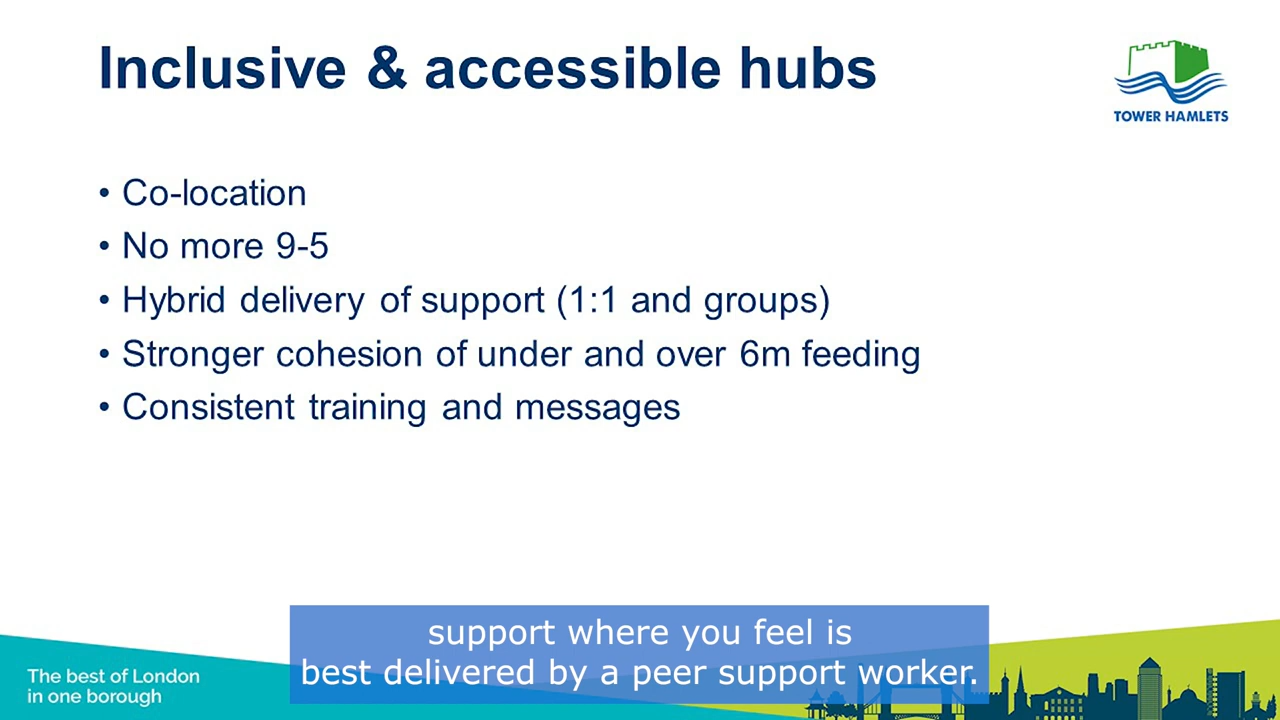 Inclusive & accessible hubs
TOWER HAMLETS
• Co-location
• No more 9-5
• Hybrid delivery of support (1:1 and groups)
• Stronger cohesion of under and over 6m feeding
• Consistent training and messages
support where you feel is
best delivered by a peer support worker.
The best of London
in one borough